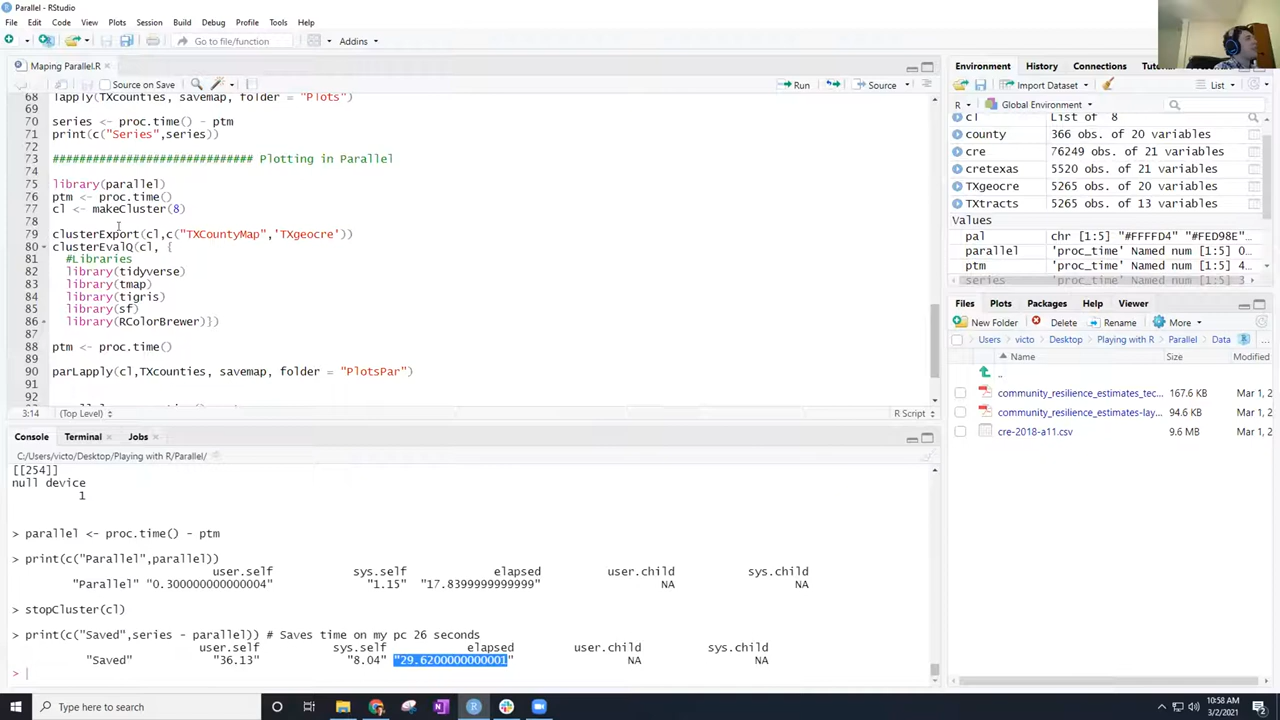 Parallel - RStudio
File Edit Code View Plots Session Build Debug Profile Tools Help
Go to file/function Addins
Maping Parallel.R
Source on Save Run Source
68 lapply(TXcounties, savemap, folder = "Plots")
69
70 series <- proc.time() - ptm
71 print(c("Series",series))
72
73 ############################## Plotting in Parallel
74
75 library(parallel)
76 ptm <- proc.time()
77 cl <- makeCluster(8)
78
79 clusterExport(cl,c("TXCountyMap",'TXgeocre'))
80 clusterEvalQ(cl, {
81 #Libraries
82 library(tidyverse)
83 library(tmap)
84 library(tigris)
85 library(sf)
86 library(RColorBrewer)})
87
88 ptm <- proc.time()
89
90 parLapply(cl,TXcounties, savemap, folder = "PlotsPar")
91
92
3:14 (Top Level) R Script
Console Terminal Jobs
C:/Users/victo/Desktop/Playing with R/Parallel/
[[254]]
null device
1
> parallel <- proc.time() - ptm
> print(c("Parallel",parallel))
user.self sys.self elapsed user.child sys.child
"Parallel" "0.300000000000004" "1.15" "17.8399999999999" NA NA
> stopCluster(cl)
> print(c("Saved",series - parallel)) # Saves time on my pc 26 seconds
user.self sys.self elapsed user.child sys.child
"Saved" "36.13" "8.04" "29.6200000000001" NA NA
>
Environment History Connections
Import Dataset List
R Global Environment
cl List of 8
county 366 obs. of 20 variables
cre 76249 obs. of 21 variables
cretexas 5520 obs. of 21 variables
TXgeocre 5265 obs. of 20 variables
TXtracts 5265 obs. of 13 variables
Values
pal chr [1:5] "#FFFFD4" "#FED98E"…
parallel 'proc_time' Named num [1:5] 0…
ptm 'proc_time' Named num [1:5] 4…
series 'proc_time' Named num [1:5] 3
Files Plots Packages Help Viewer
New Folder Delete Rename More
Users victo Desktop Playing with R Parallel Data ...
Name Size Modified
..
community_resilience_estimates_tec... 167.6 KB Mar 1, 2
community_resilience_estimates-lay... 94.6 KB Mar 1, 2
cre-2018-a11.csv 9.6 MB Mar 1, 2
Type here to search
10:58 AM
3/2/2021
2